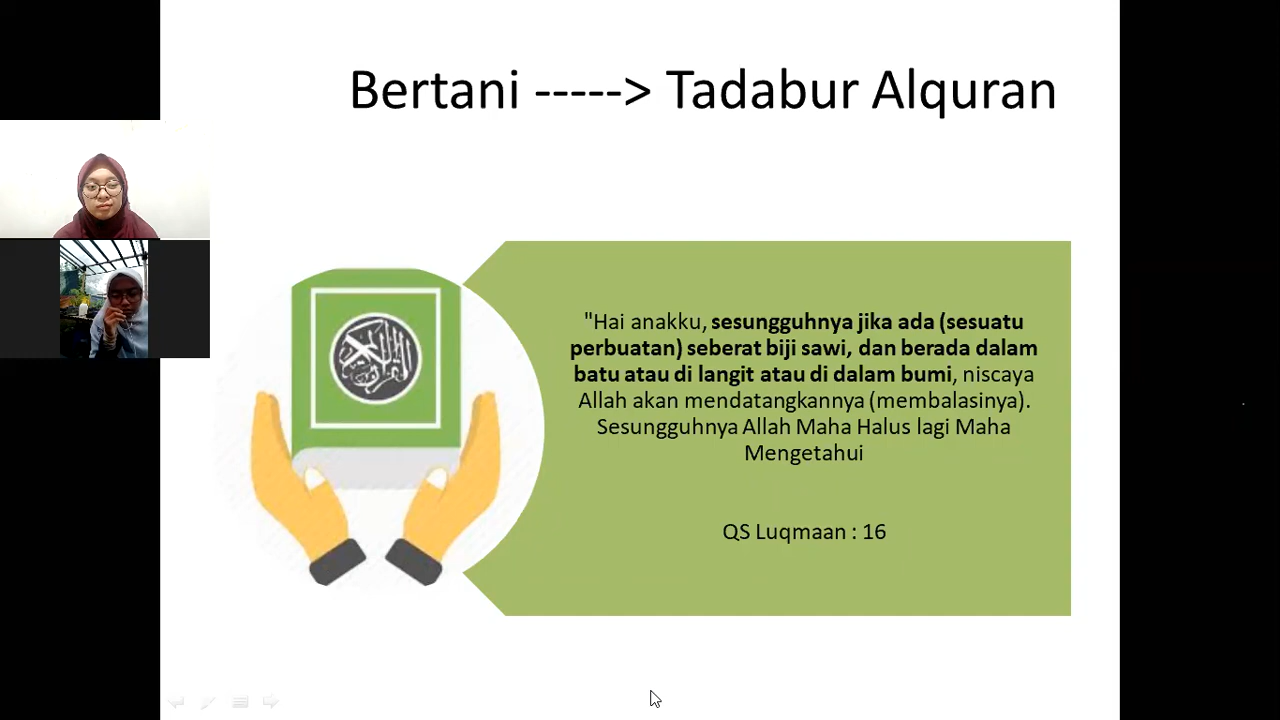 Bertani -----> Tadabur Alquran
"Hai anakku, sesungguhnya jika ada (sesuatu
perbuatan) seberat biji sawi, dan berada dalam
batu atau di langit atau di dalam bumi, niscaya
Allah akan mendatangkannya (membalasinya).
Sesungguhnya Allah Maha Halus lagi Maha
Mengetahui
QS Luqmaan : 16